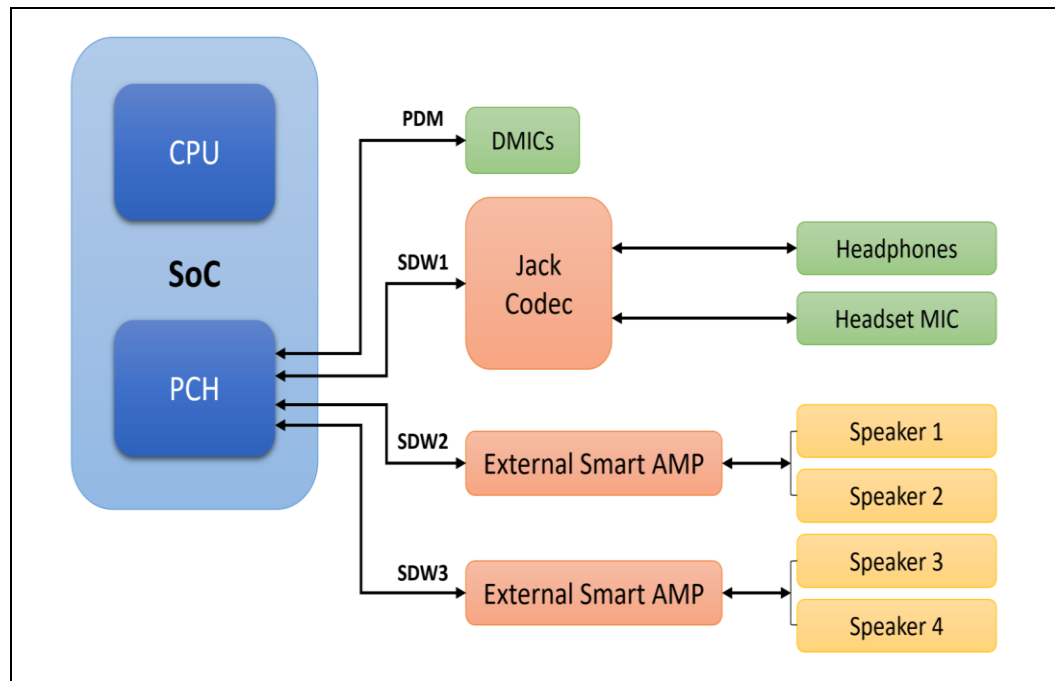 CPU
SoC
PCH
PDM
DMICs
SDW1
Jack
Codec
Headphones
Headset MIC
SDW2
External Smart AMP
Speaker 1
Speaker 2
SDW3
External Smart AMP
Speaker 3
Speaker 4